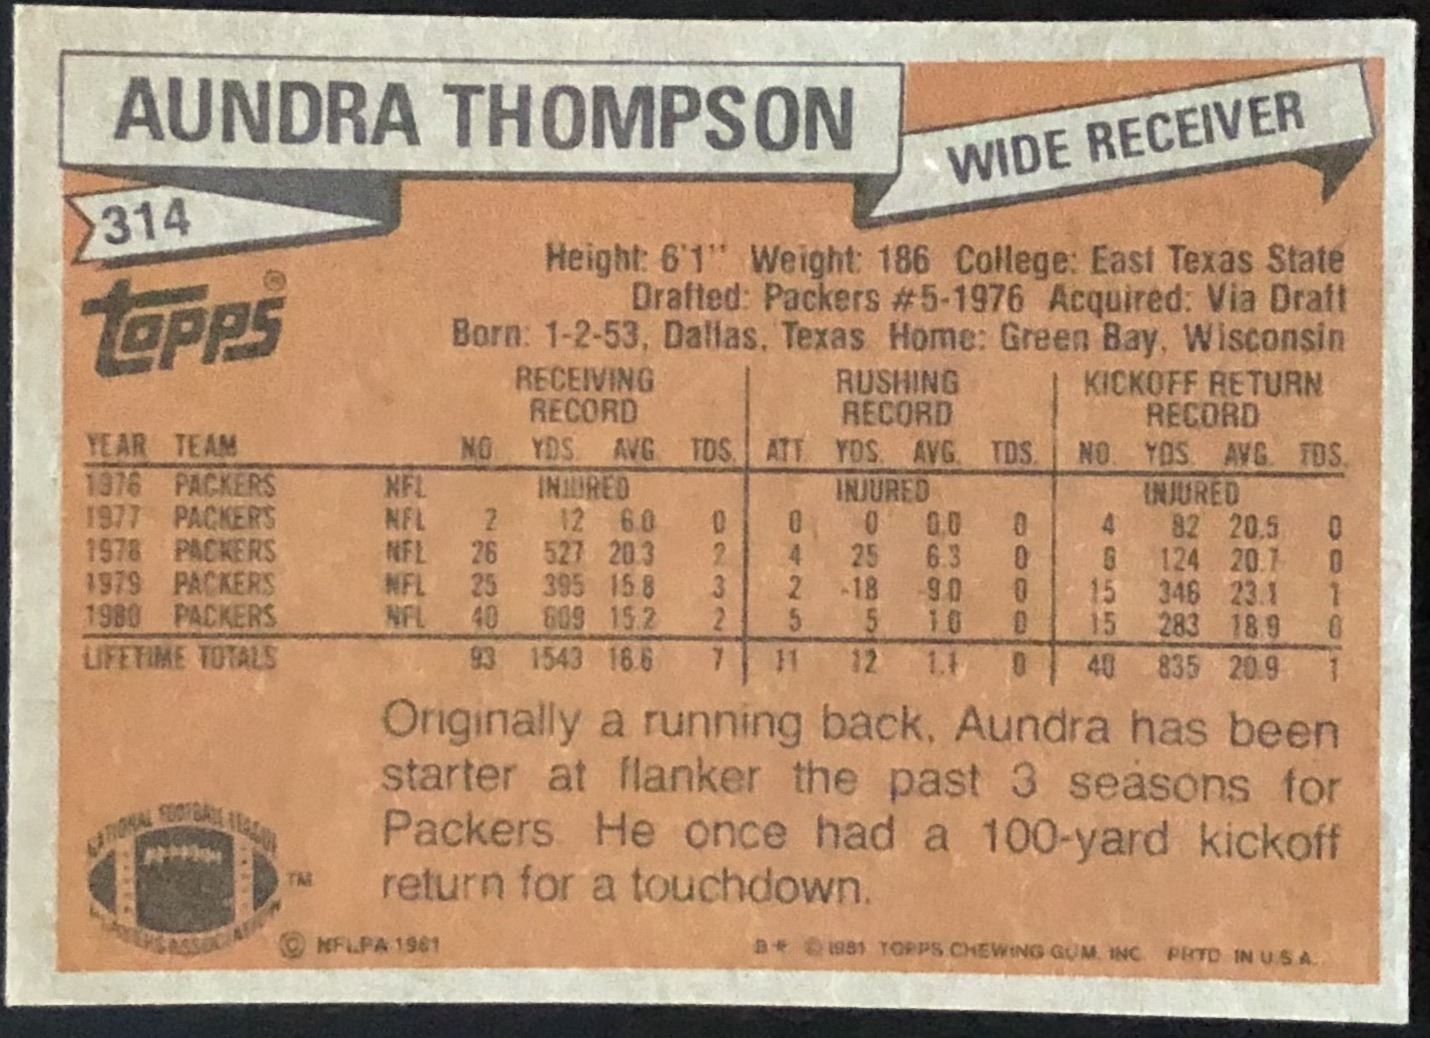 AUNDRA THOMPSON
WIDE RECEIVER
314
Topps®
Height: 6'1" Weight: 186 College: East Texas State
Drafted: Packers #5-1976 Acquired: Via Draft
Born: 1-2-53, Dallas, Texas Home: Green Bay, Wisconsin
RECEIVING RECORD RUSHING RECORD KICKOFF RETURN RECORD
YEAR TEAM NO YDS. AVG. TDS. ATT YDS. AVG. TDS. NO. YDS. AVG. TDS.
1976 PACKERS NFL INJURED INJURED INJURED
1977 PACKERS NFL 2 12 6.0 0 0 0 0.0 0 4 82 20.5 0
1978 PACKERS NFL 26 527 20.3 2 4 25 6.3 0 6 124 20.7 0
1979 PACKERS NFL 25 395 15.8 3 2 -18 -9.0 0 15 346 23.1 1
1980 PACKERS NFL 40 609 15.2 2 5 5 1.0 0 15 283 18.9 0
LIFETIME TOTALS 93 1543 16.6 7 11 12 1.1 0 40 835 20.9 1
Originally a running back, Aundra has been
starter at flanker the past 3 seasons for
Packers. He once had a 100-yard kickoff
return for a touchdown.
NATIONAL FOOTBALL LEAGUE
PLAYERS ASSOCIATION
TM
© NFLPA 1981
B* © 1981 TOPPS CHEWING GUM, INC. PRTD. IN U.S.A.